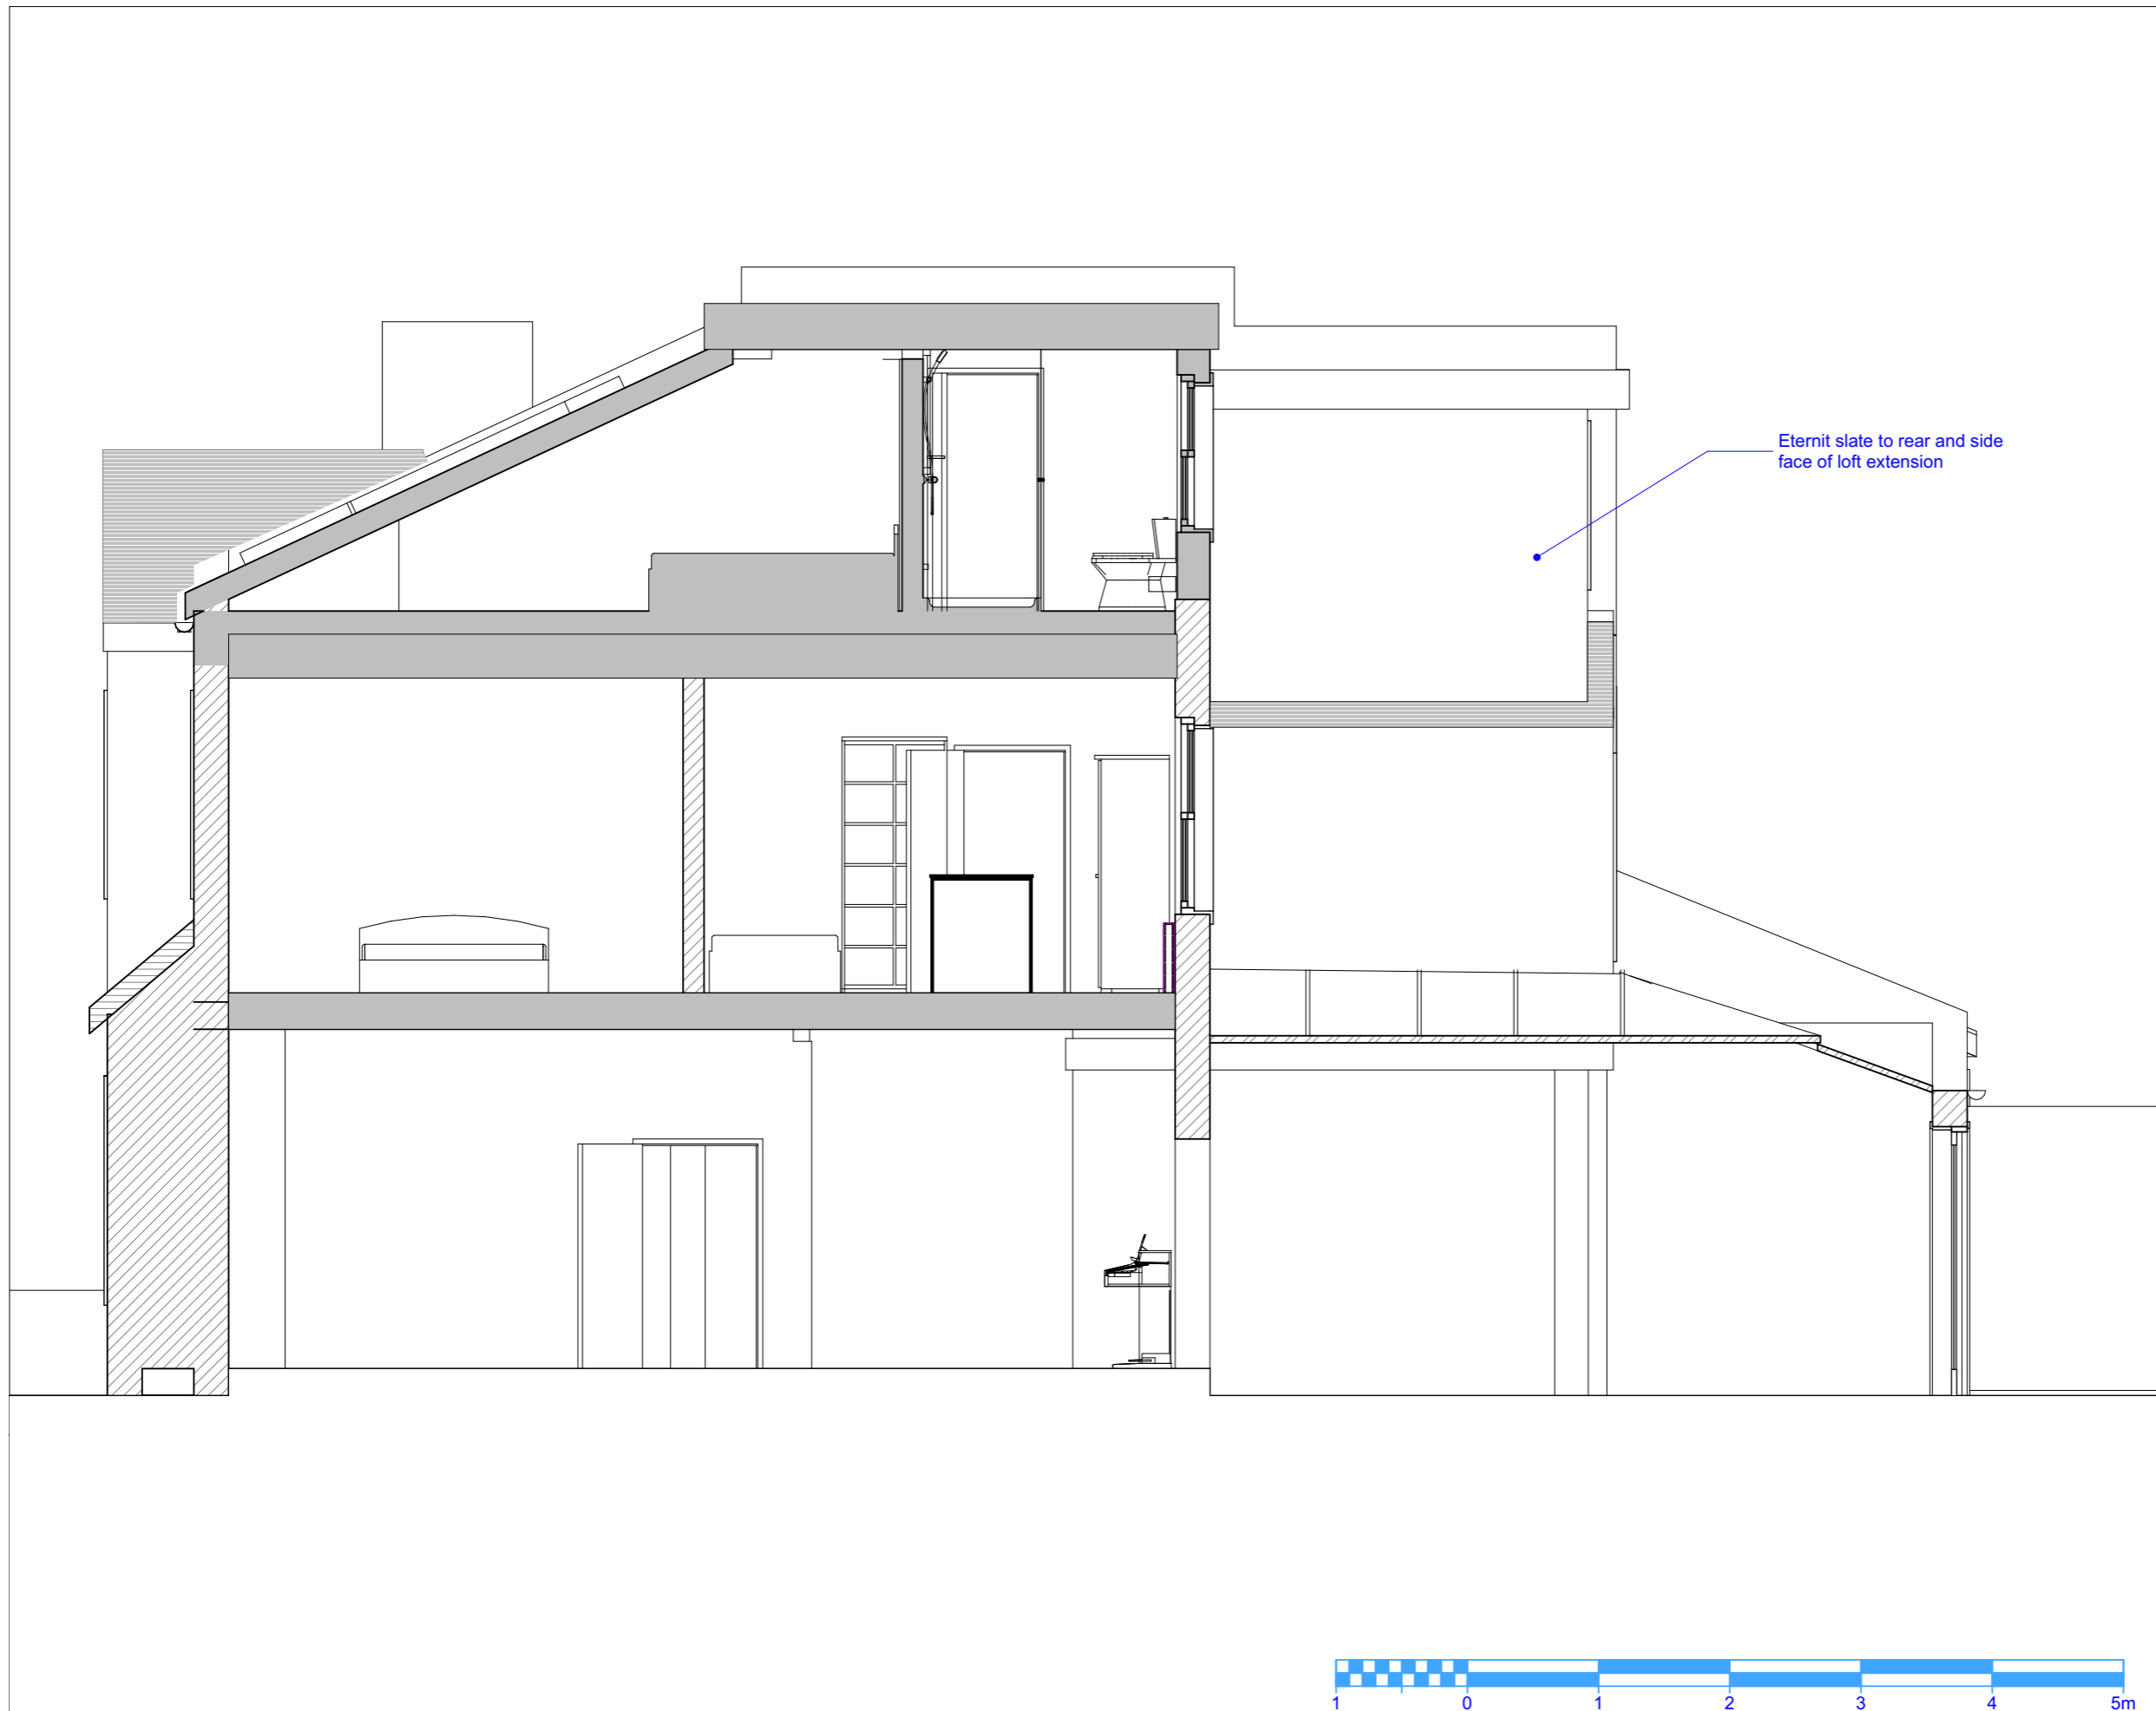 Eternit slate to rear and side
face of loft extension
1 0 1 2 3 4 5m